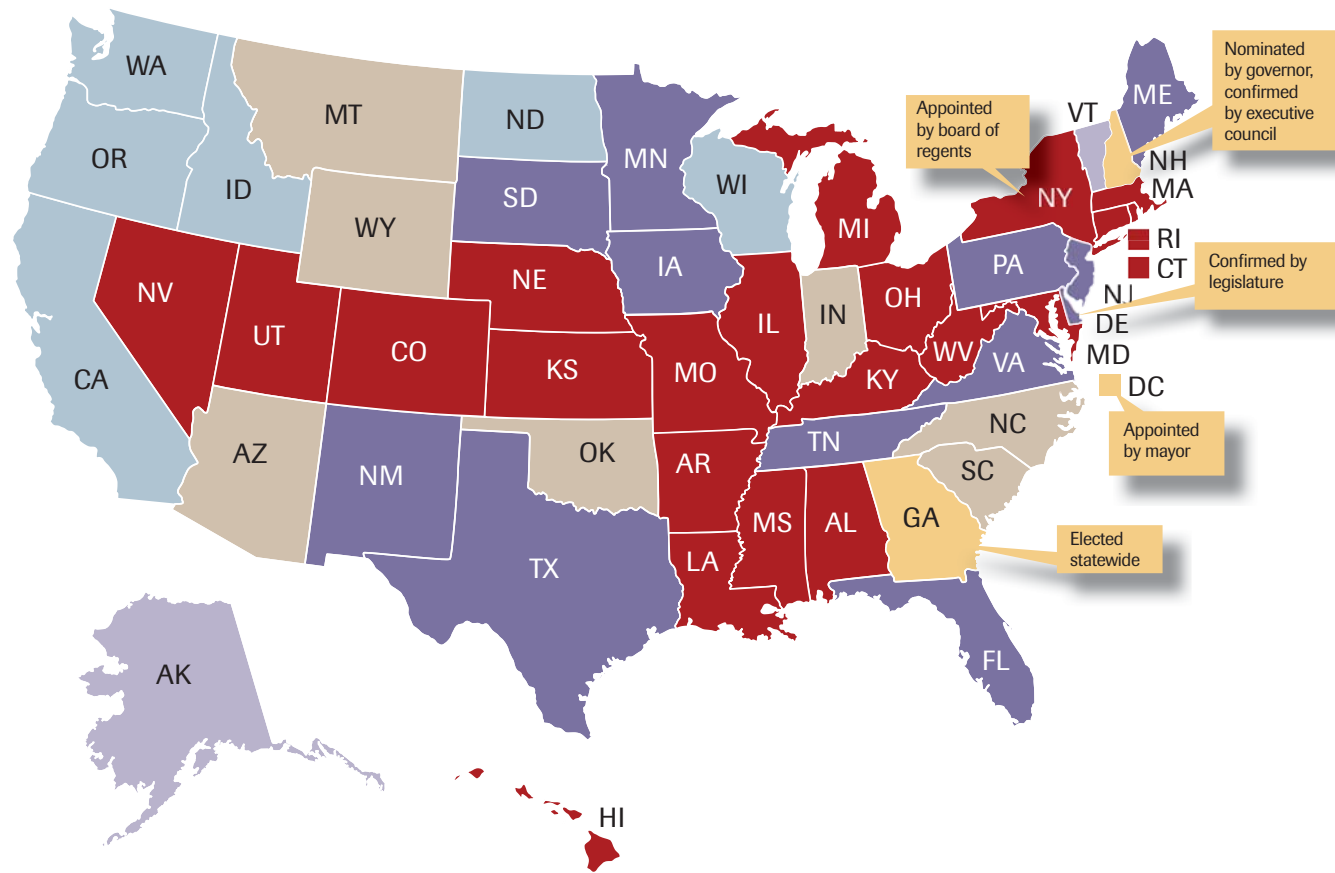 WA
OR
CA
ID
NV
MT
WY
UT
AZ
CO
NM
ND
SD
NE
KS
OK
TX
MN
IA
MO
AR
LA
WI
IL
MS
MI
IN
KY
TN
AL
OH
WV
GA
FL
SC
NC
VA
PA
NY
VT
ME
NH
MA
RI
CT
NJ
DE
MD
DC
AK
HI
Appointed
by board of
regents
Nominated
by governor,
confirmed
by executive
council
Confirmed by
legislature
Appointed
by mayor
Elected
statewide